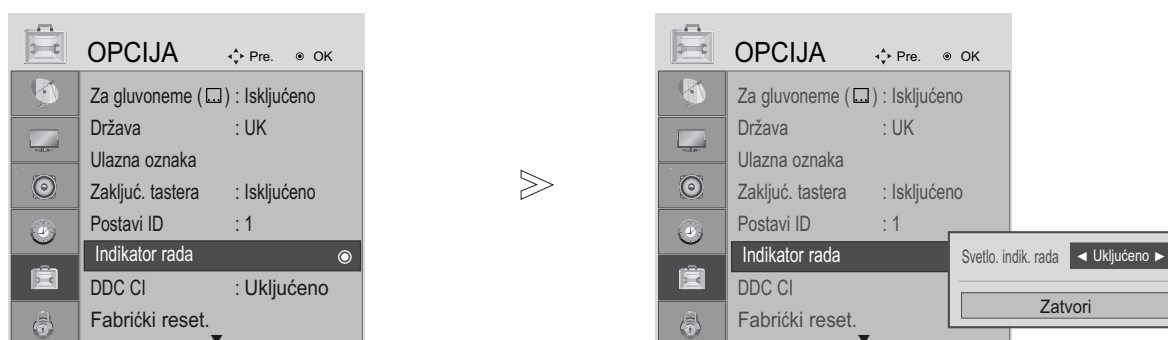 OPCIJA Pre. OK
Za gluvoneme ( ) : Isključeno
Država : UK
Ulazna oznaka
Zaključ. tastera : Isključeno
Postavi ID : 1
Indikator rada
DDC CI : Uključeno
Fabrićki reset.
OPCIJA Pre. OK
Za gluvoneme ( ) : Isključeno
Država : UK
Ulazna oznaka
Zaključ. tastera : Isključeno
Postavi ID : 1
Indikator rada
DDC CI
Fabrićki reset.
Svetlo. indik. rada ◄ Uključeno ►
Zatvori